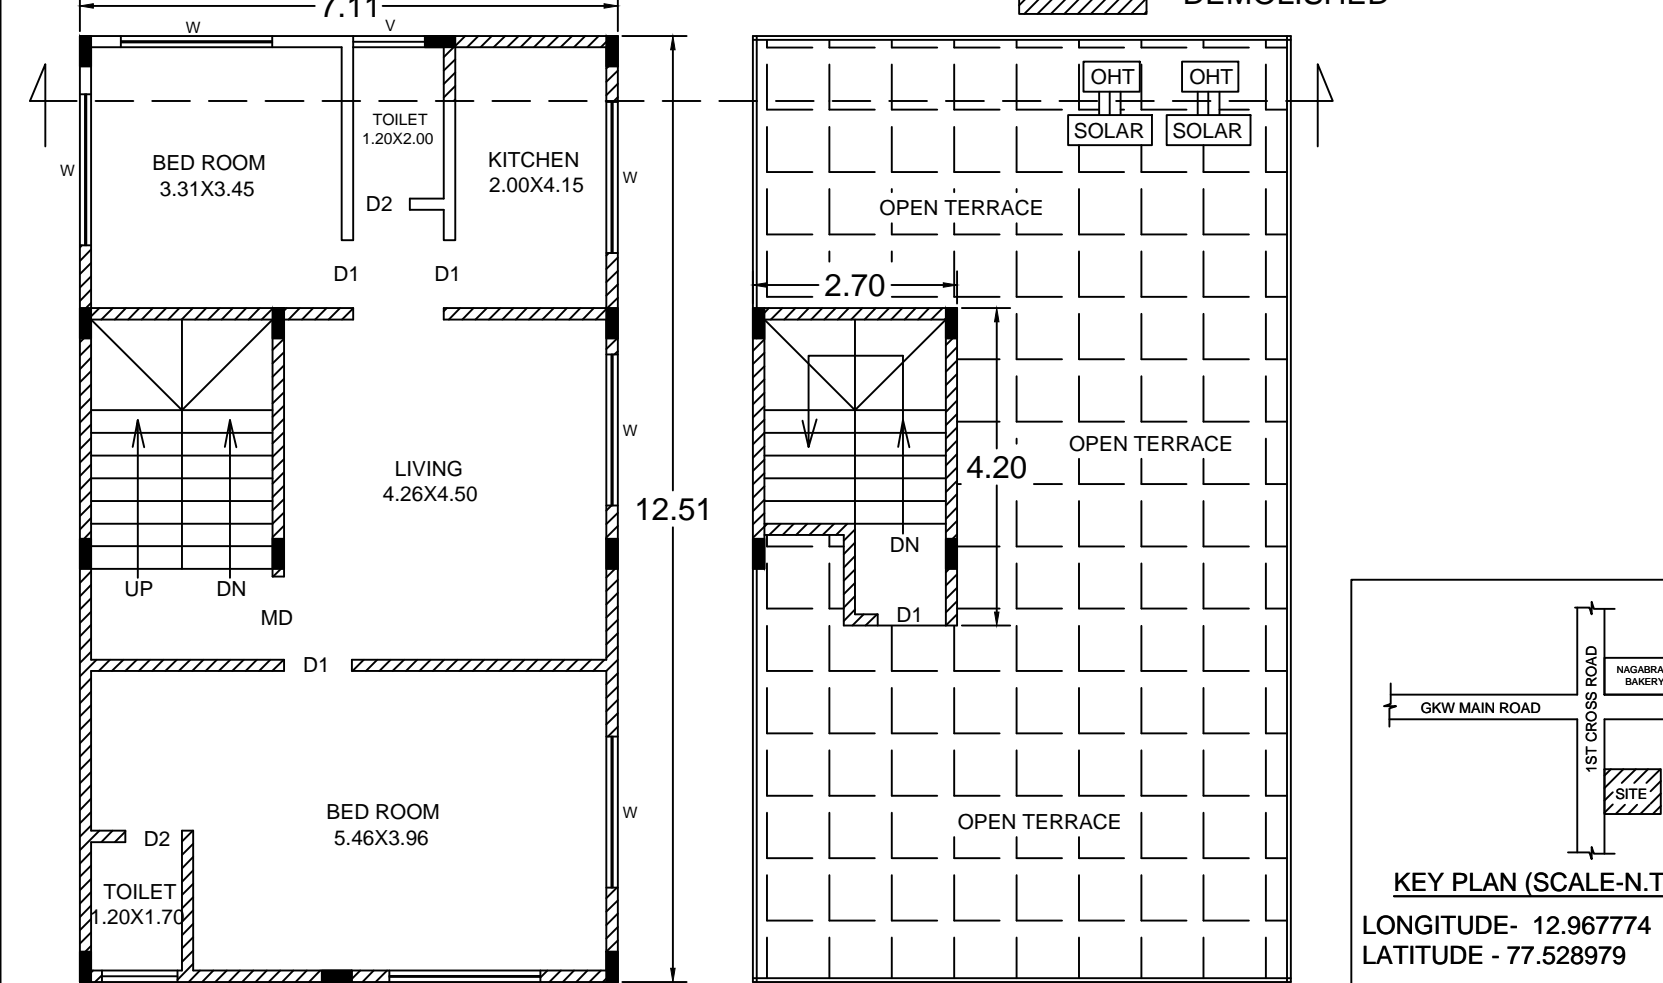 7.11
DEMOLISHED
W
V
OHT
OHT
SOLAR
SOLAR
TOILET
1.20X2.00
BED ROOM
3.31X3.45
KITCHEN
2.00X4.15
W
W
D2
OPEN TERRACE
D1
D1
2.70
W
LIVING
4.26X4.50
OPEN TERRACE
4.20
12.51
DN
UP
DN
MD
D1
D1
BED ROOM
5.46X3.96
W
D2
OPEN TERRACE
TOILET
1.20X1.70
1ST CROSS ROAD
NAGABRA
BAKERY
GKW MAIN ROAD
SITE
KEY PLAN (SCALE-N.T
LONGITUDE- 12.967774
LATITUDE - 77.528979